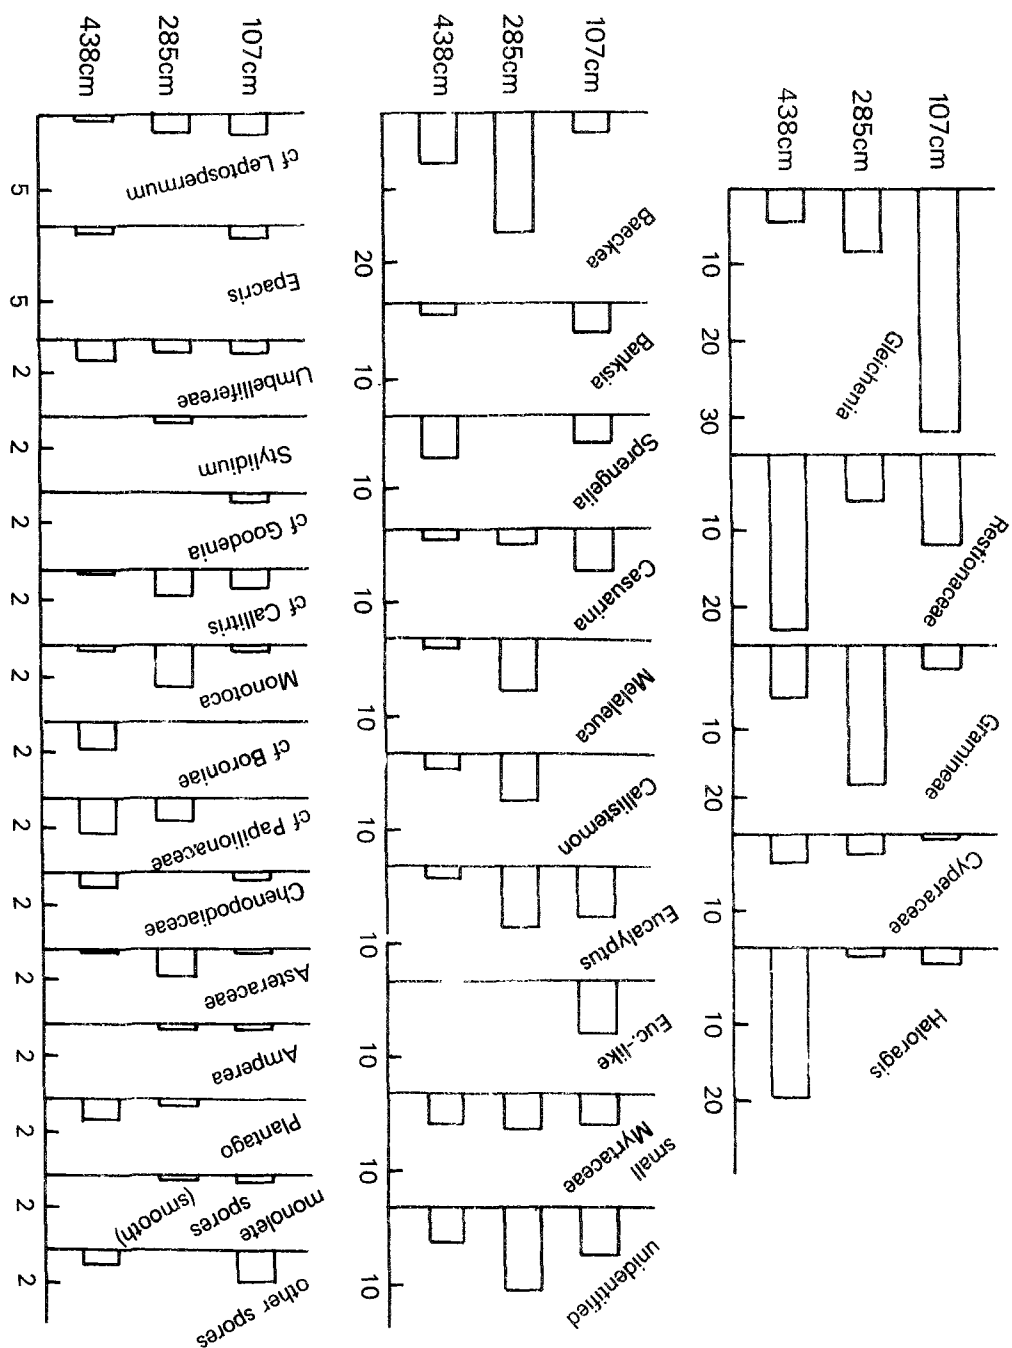 107cm
285cm
438cm
10
20
30
Gleichenia
10
20
Restionaceae
10
20
Gramineae
10
Cyperaceae
10
20
Haloragis
107cm
285cm
438cm
20
Baeckea
10
Banksia
10
Sprengelia
10
Casuarina
10
Melaleuca
10
Callistemon
10
Eucalyptus
10
Euc.-like
10
small
Myrtaceae
10
unidentified
107cm
285cm
438cm
5
cf Leptospermum
5
Epacris
2
Umbellifereae
2
Stylidium
2
cf Goodenia
2
cf Callitris
2
Monotoca
2
cf Boroniae
2
cf Papilionaceae
2
Chenopodiaceae
2
Asteraceae
2
Amperea
2
Plantago
2
monolete
spores
(smooth)
2
other spores